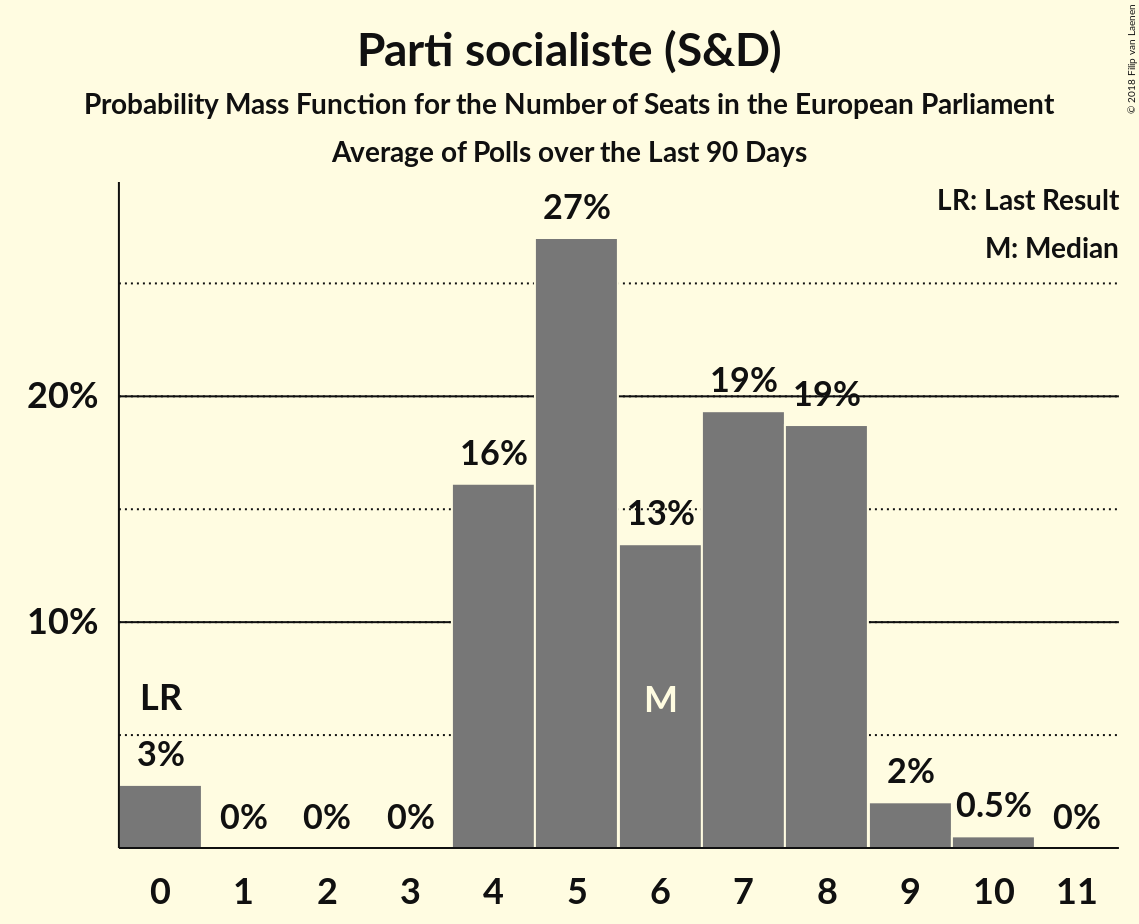 Parti socialiste (S&D)
Probability Mass Function for the Number of Seats in the European Parliament
Average of Polls over the Last 90 Days
© 2018 Filip van Laenen
LR: Last Result
M: Median
27%
20%
19%
19%
16%
13%
10%
LR
M
3%
2%
0%
0%
0%
0.5%
0%
0 1 2 3 4 5 6 7 8 9 10 11